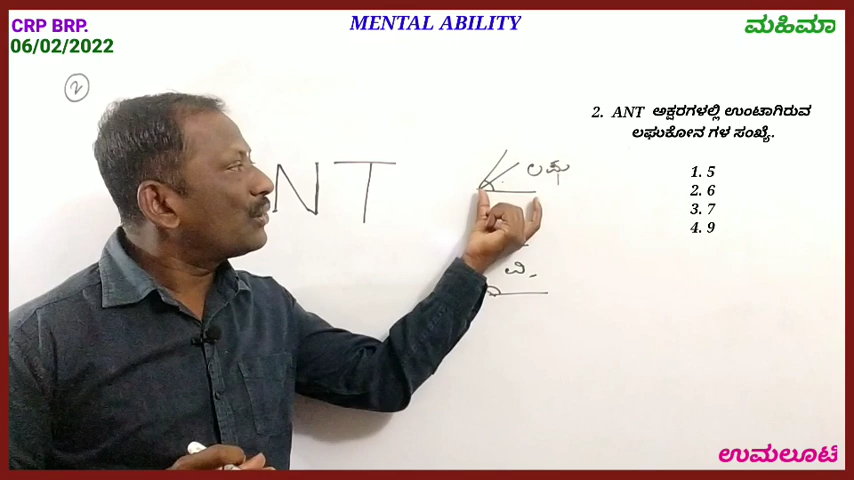 CRP BRP.
06/02/2022
MENTAL ABILITY
ಮಹಿಮಾ
2
NT
ಲಘು
ವಿ.
2. ANT ಅಕ್ಷರಗಳಲ್ಲಿ ಉಂಟಾಗಿರುವ
ಲಘುಕೋನ ಗಳ ಸಂಖ್ಯೆ..
1. 5
2. 6
3. 7
4. 9
ಉಮಲೂಟಿ